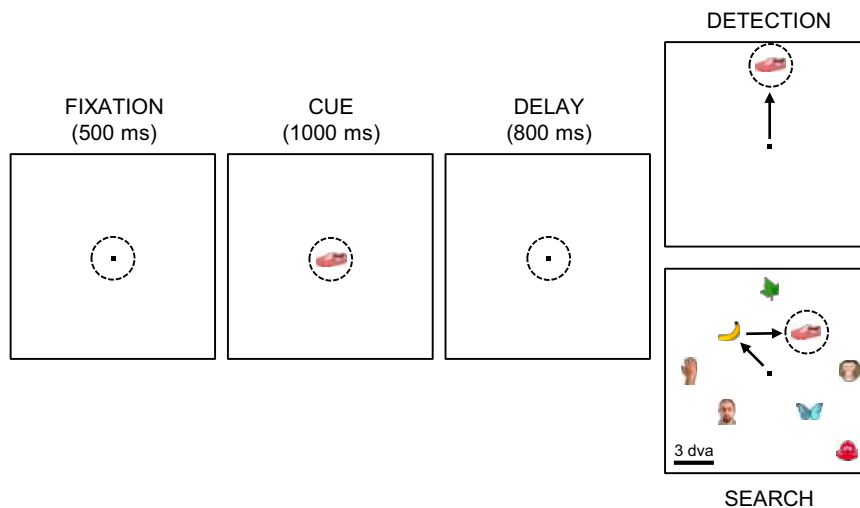 FIXATION
(500 ms)
CUE
(1000 ms)
DELAY
(800 ms)
DETECTION
3 dva
SEARCH